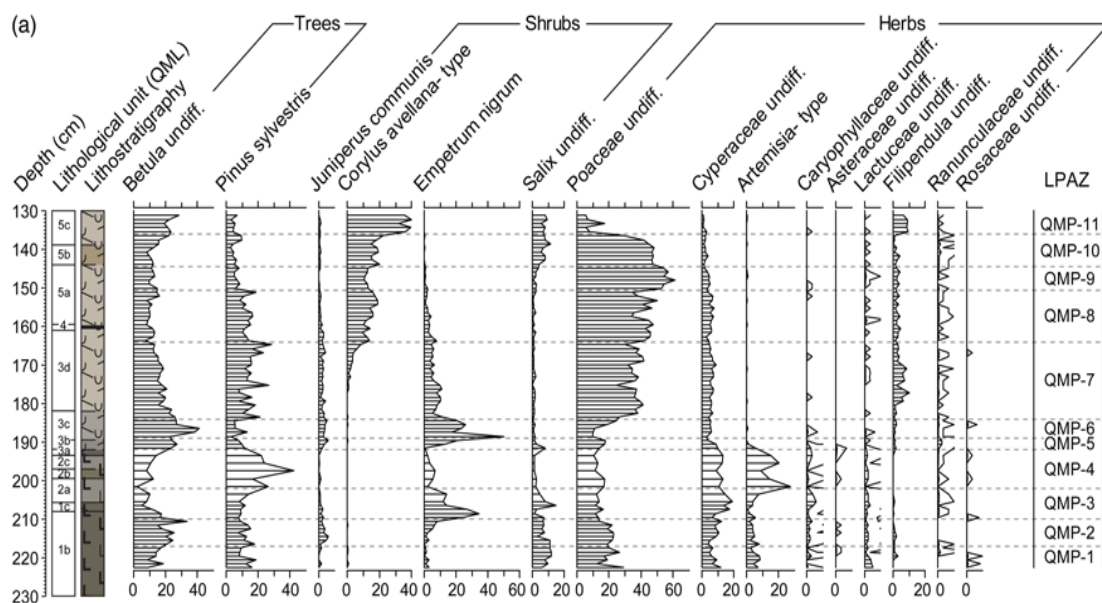 (a)
Trees
Shrubs
Herbs
Depth (cm)
Lithological unit (QML)
Lithostratigraphy
Betula undiff.
Pinus sylvestris
Juniperus communis
Corylus avellana- type
Empetrum nigrum
Salix undiff.
Poaceae undiff.
Cyperaceae undiff.
Artemisia- type
Caryophyllaceae undiff.
Asteraceae undiff.
Lactuceae undiff.
Filipendula undiff.
Ranunculaceae undiff.
Rosaceae undiff.
LPAZ
130
5c
QMP-11
140
5b
QMP-10
150
5a
QMP-9
160
4
QMP-8
170
3d
QMP-7
180
3c
QMP-6
190
3b
QMP-5
3a
2c
QMP-4
2b
200
2a
QMP-3
1c
210
QMP-2
1b
220
QMP-1
230
0 20 40 0 20 40 0 0 20 40 0 20 40 60 0 20 0 20 40 60 0 20 0 20 0 0 0 0 20 0 0